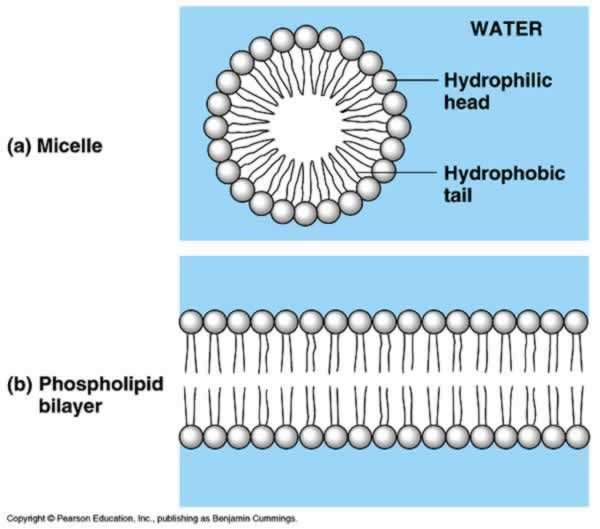 WATER
Hydrophilic
head
(a) Micelle
Hydrophobic
tail
(b) Phospholipid
bilayer
Copyright © Pearson Education, Inc., publishing as Benjamin Cummings.